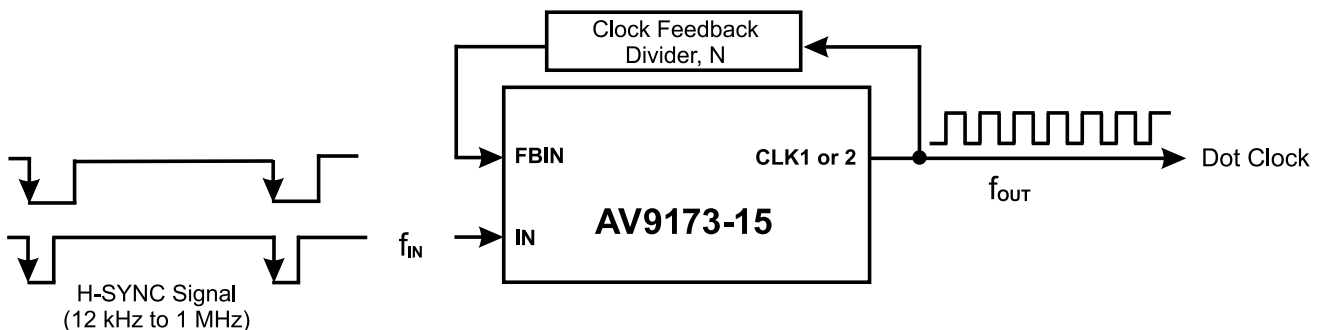 Clock Feedback
Divider, N
FBIN
CLK1 or 2
Dot Clock
fOUT
AV9173-15
fIN
IN
H-SYNC Signal
(12 kHz to 1 MHz)